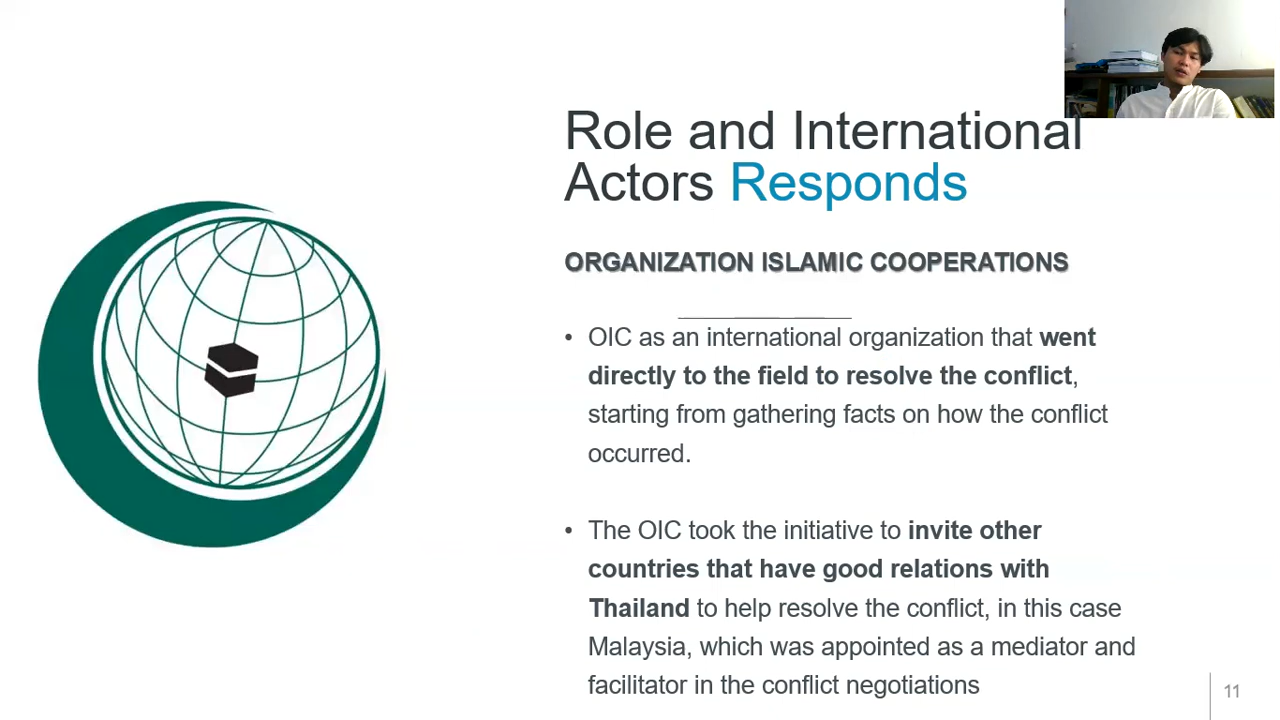 Role and International
Actors Responds
ORGANIZATION ISLAMIC COOPERATIONS
• OIC as an international organization that went
directly to the field to resolve the conflict,
starting from gathering facts on how the conflict
occurred.
• The OIC took the initiative to invite other
countries that have good relations with
Thailand to help resolve the conflict, in this case
Malaysia, which was appointed as a mediator and
facilitator in the conflict negotiations
11